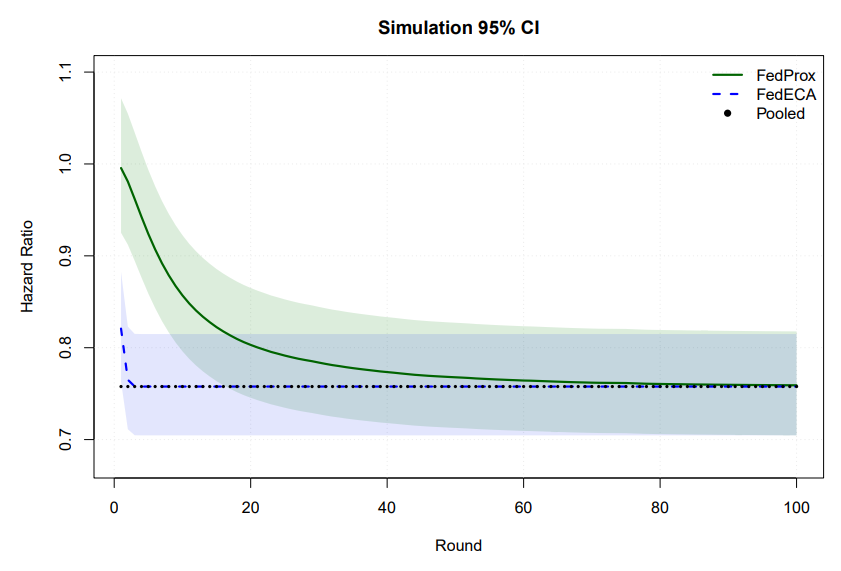 Simulation 95% CI
FedProx
FedECA
Pooled
Hazard Ratio
1.1
1.0
0.9
0.8
0.7
0 20 40 60 80 100
Round